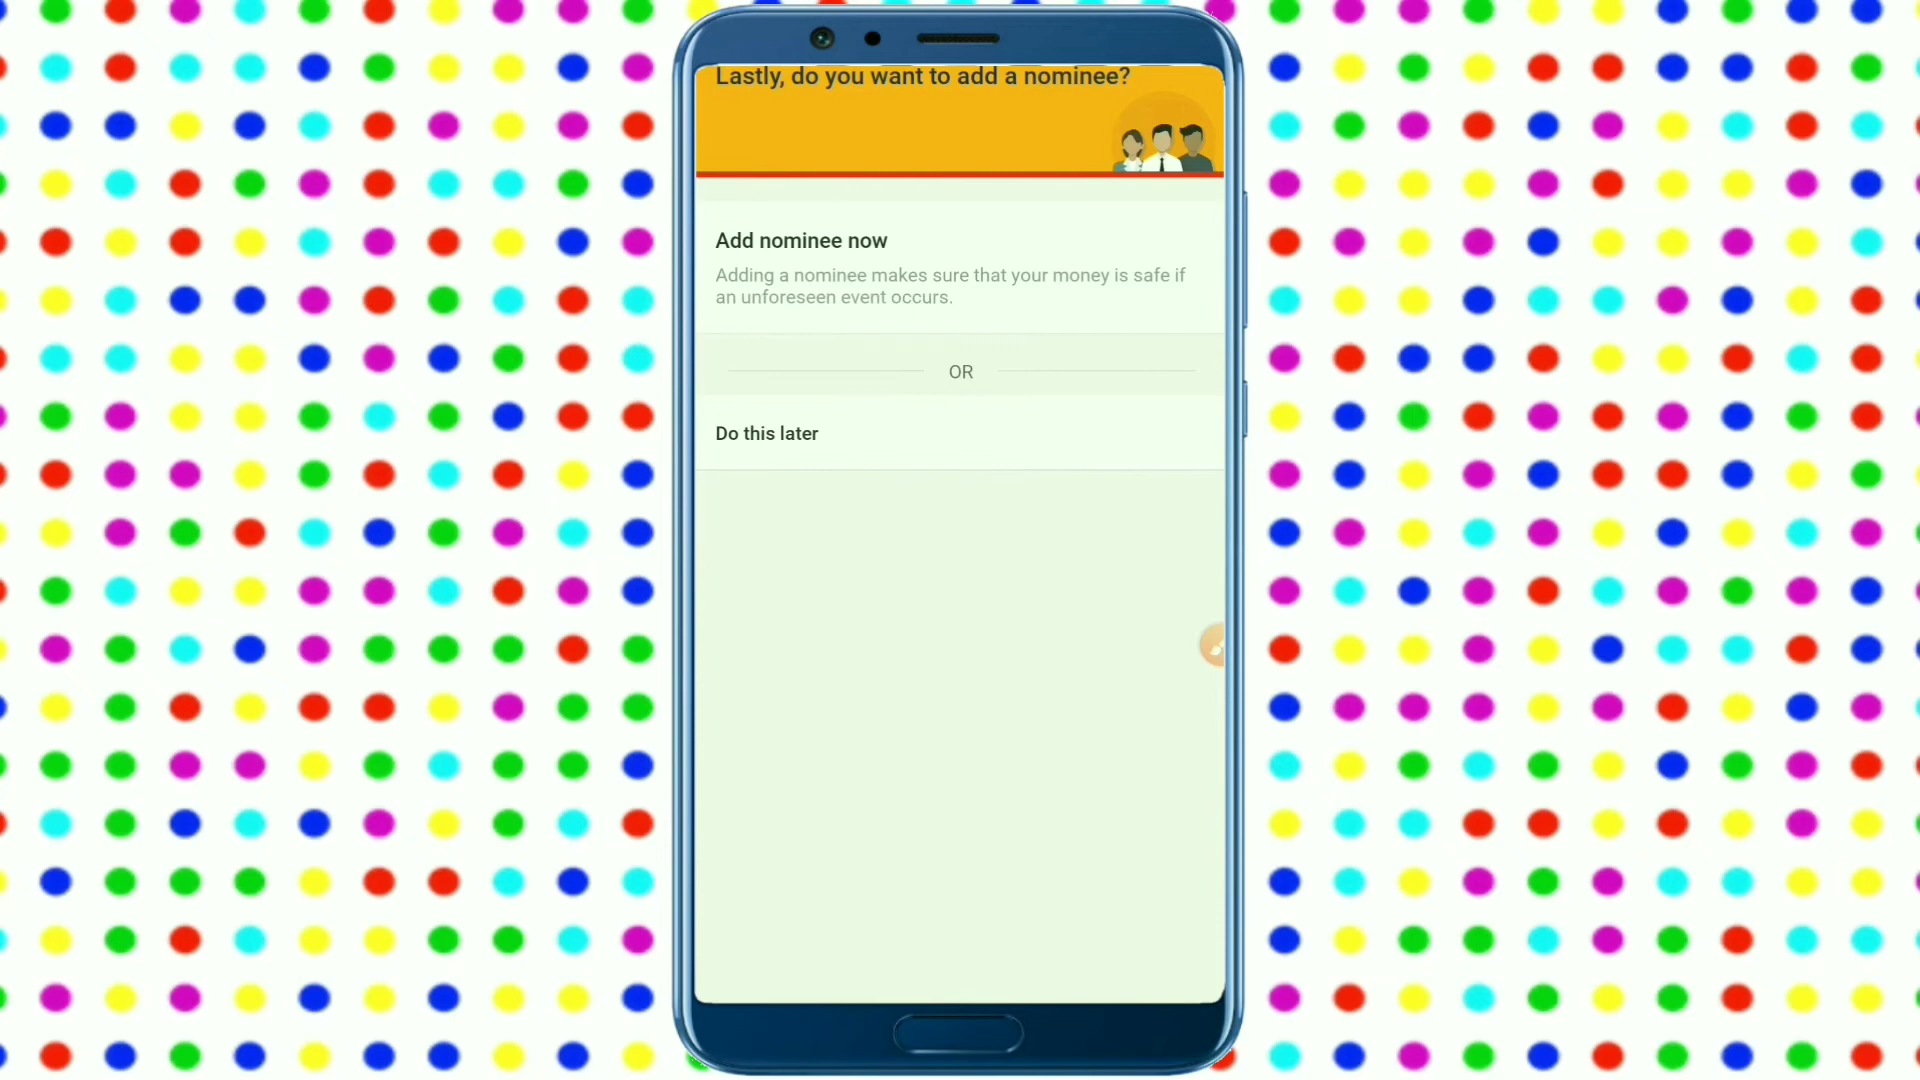 Lastly, do you want to add a nominee?
Add nominee now
Adding a nominee makes sure that your money is safe if
an unforeseen event occurs.
OR
Do this later